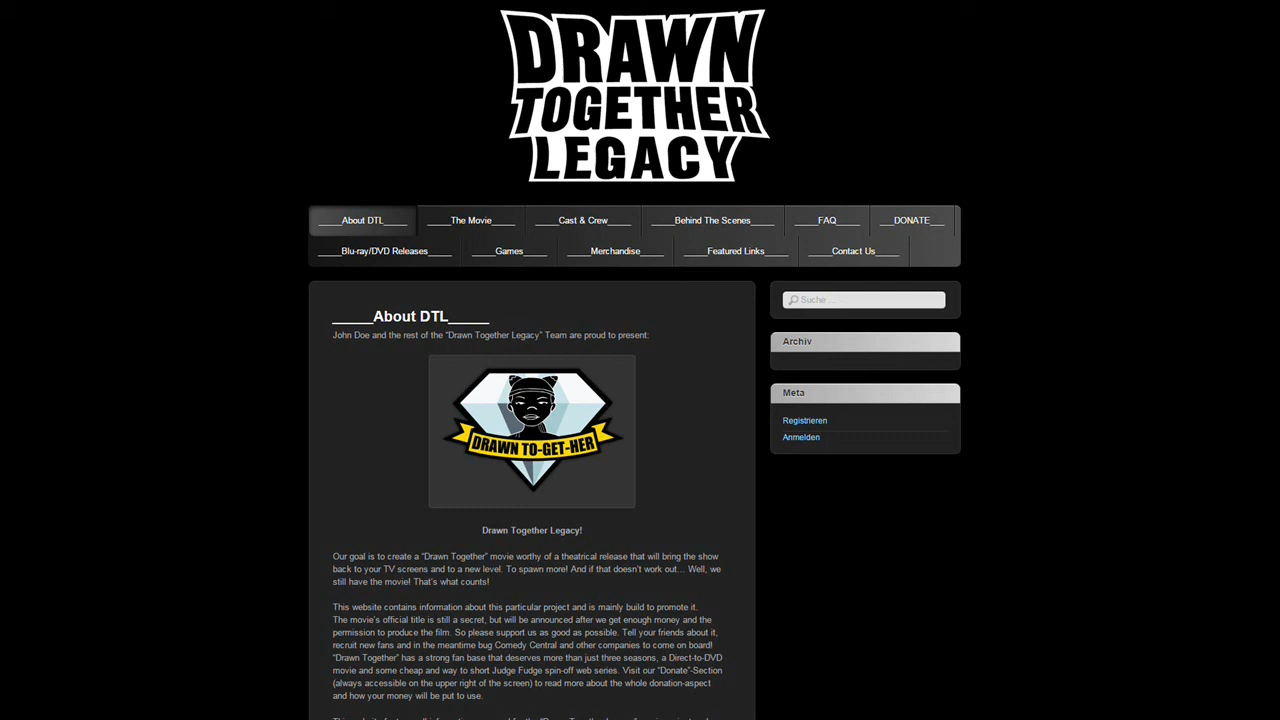 DRAWN
TOGETHER
LEGACY
_____About DTL_____
_____The Movie_____
_____Cast & Crew_____
_____Behind The Scenes_____
_____FAQ_____
___DONATE___
_____Blu-ray/DVD Releases_____
_____Games_____
_____Merchandise_____
_____Featured Links_____
_____Contact Us_____
_____About DTL_____
John Doe and the rest of the “Drawn Together Legacy” Team are proud to present:
DRAWN TO-GET-HER
Drawn Together Legacy!
Our goal is to create a “Drawn Together” movie worthy of a theatrical release that will bring the show
back to your TV screens and to a new level. To spawn more! And if that doesn’t work out… Well, we
still have the movie! That’s what counts!
This website contains information about this particular project and is mainly build to promote it.
The movie’s official title is still a secret, but will be announced after we get enough money and the
permission to produce the film. So please support us as good as possible. Tell your friends about it,
recruit new fans and in the meantime bug Comedy Central and other companies to come on board!
“Drawn Together” has a strong fan base that deserves more than just three seasons, a Direct-to-DVD
movie and some cheap and way to short Judge Fudge spin-off web series. Visit our “Donate”-Section
(always accessible on the upper right of the screen) to read more about the whole donation-aspect
and how your money will be put to use.
Suche ...
Archiv
Meta
Registrieren
Anmelden